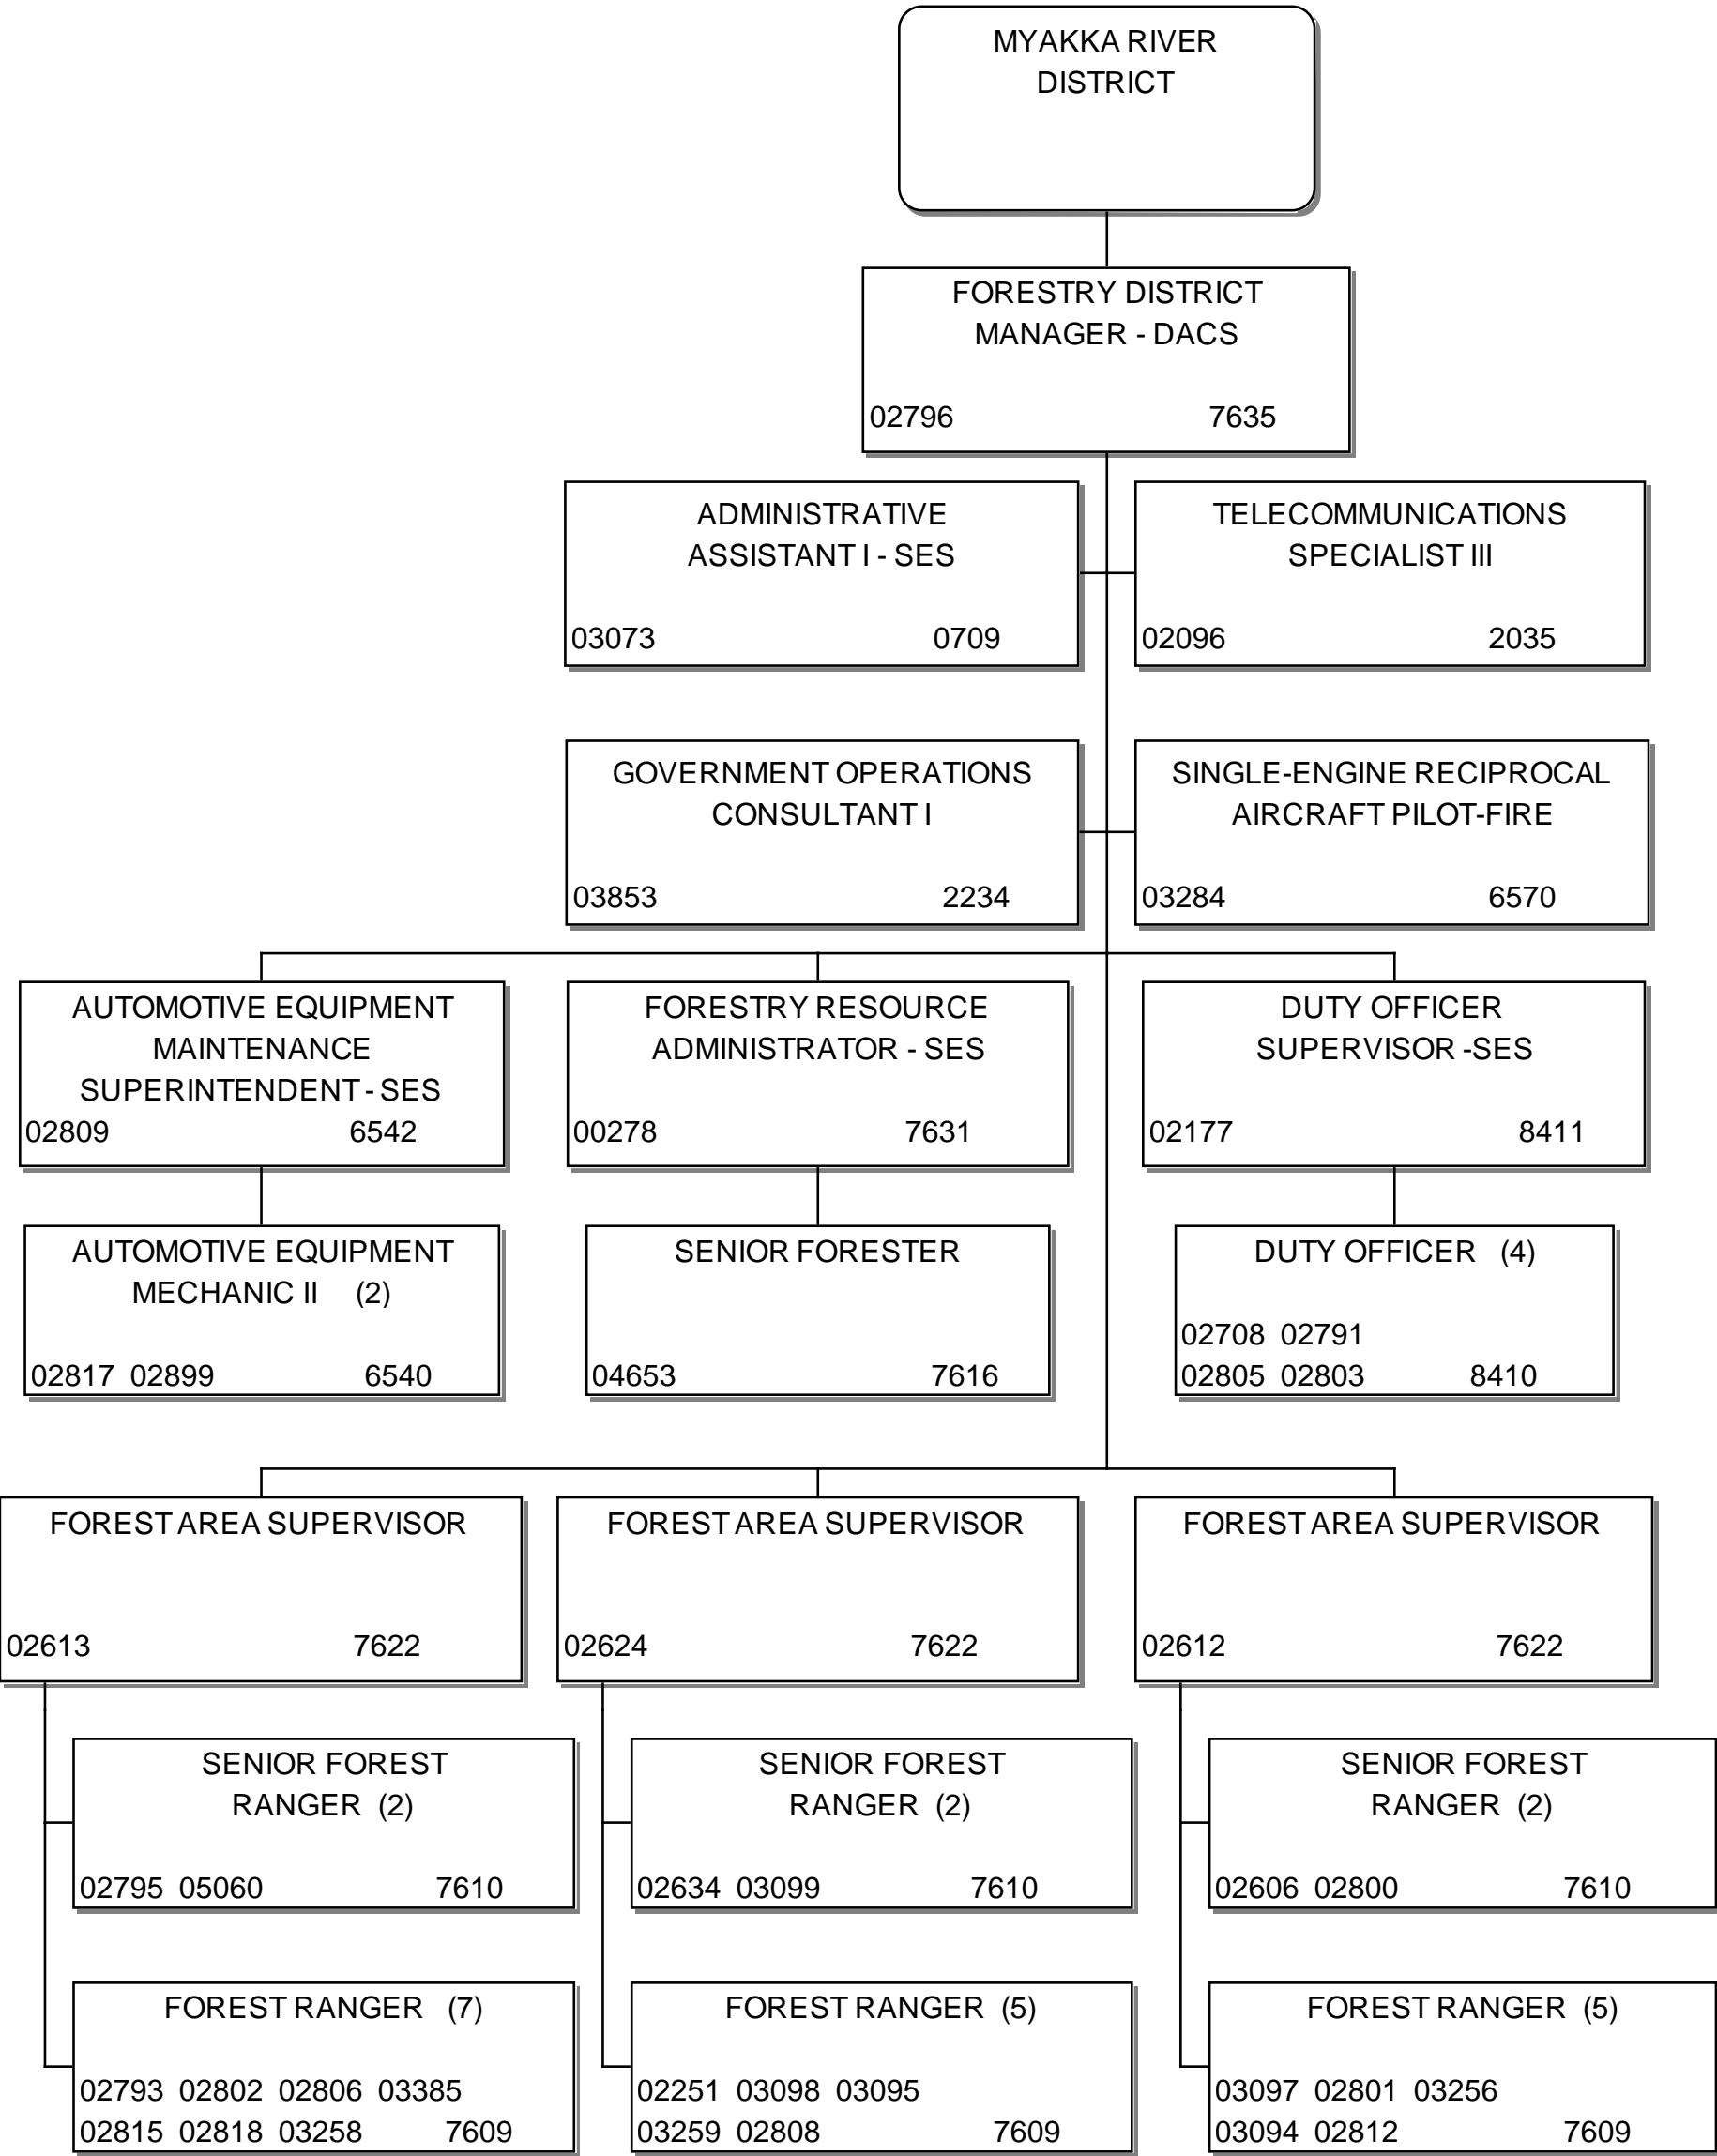 MYAKKA RIVER
DISTRICT
FORESTRY DISTRICT
MANAGER - DACS
02796 7635
ADMINISTRATIVE
ASSISTANT I - SES
03073 0709
TELECOMMUNICATIONS
SPECIALIST III
02096 2035
GOVERNMENT OPERATIONS
CONSULTANT I
03853 2234
SINGLE-ENGINE RECIPROCAL
AIRCRAFT PILOT-FIRE
03284 6570
AUTOMOTIVE EQUIPMENT
MAINTENANCE
SUPERINTENDENT - SES
02809 6542
FORESTRY RESOURCE
ADMINISTRATOR - SES
00278 7631
DUTY OFFICER
SUPERVISOR -SES
02177 8411
AUTOMOTIVE EQUIPMENT
MECHANIC II (2)
02817 02899 6540
SENIOR FORESTER
04653 7616
DUTY OFFICER (4)
02708 02791
02805 02803 8410
FOREST AREA SUPERVISOR
02613 7622
FOREST AREA SUPERVISOR
02624 7622
FOREST AREA SUPERVISOR
02612 7622
SENIOR FOREST
RANGER (2)
02795 05060 7610
SENIOR FOREST
RANGER (2)
02634 03099 7610
SENIOR FOREST
RANGER (2)
02606 02800 7610
FOREST RANGER (7)
02793 02802 02806 03385
02815 02818 03258 7609
FOREST RANGER (5)
02251 03098 03095
03259 02808 7609
FOREST RANGER (5)
03097 02801 03256
03094 02812 7609